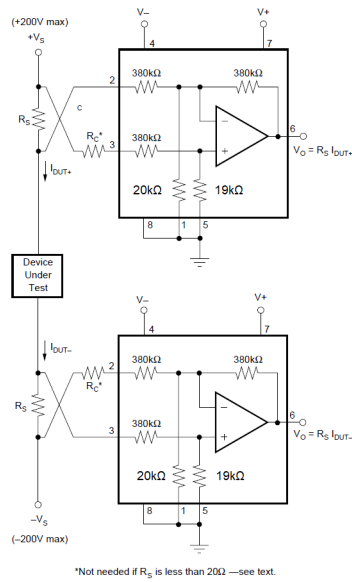 (+200V max)
+VS
V–
V+
4
7
2
380kΩ
380kΩ
RS
C
RC*
3
380kΩ
–
+
6
VO = RS IDUT+
IDUT+
20kΩ
19kΩ
8
1
5
Device
Under
Test
V–
V+
4
7
IDUT–
2
380kΩ
380kΩ
RC*
RS
3
380kΩ
–
+
6
VO = RS IDUT–
20kΩ
19kΩ
8
1
5
–VS
(–200V max)
*Not needed if RS is less than 20Ω —see text.